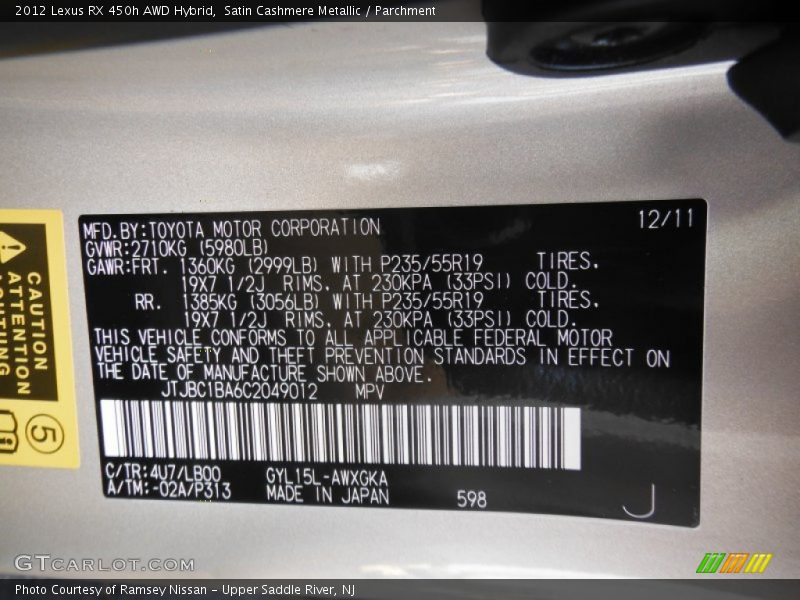 2012 Lexus RX 450h AWD Hybrid, Satin Cashmere Metallic / Parchment
12/11
MFD.BY:TOYOTA MOTOR CORPORATION
GVWR:2710KG (5980LB)
GAWR:FRT. 1360KG (2999LB) WITH P235/55R19 TIRES.
19X7 1/2J RIMS. AT 230KPA (33PSI) COLD.
RR. 1385KG (3056LB) WITH P235/55R19 TIRES.
19X7 1/2J RIMS. AT 230KPA (33PSI) COLD.
THIS VEHICLE CONFORMS TO ALL APPLICABLE FEDERAL MOTOR
VEHICLE SAFETY AND THEFT PREVENTION STANDARDS IN EFFECT ON
THE DATE OF MANUFACTURE SHOWN ABOVE.
JTJBC1BA6C2049012 MPV
C/TR:4U7/LB00 GYL15L-AWXGKA
A/TM:-02A/P313 MADE IN JAPAN 598
J
CAUTION
ATTENTION
5
GTCarLot.com
Photo Courtesy of Ramsey Nissan – Upper Saddle River, NJ